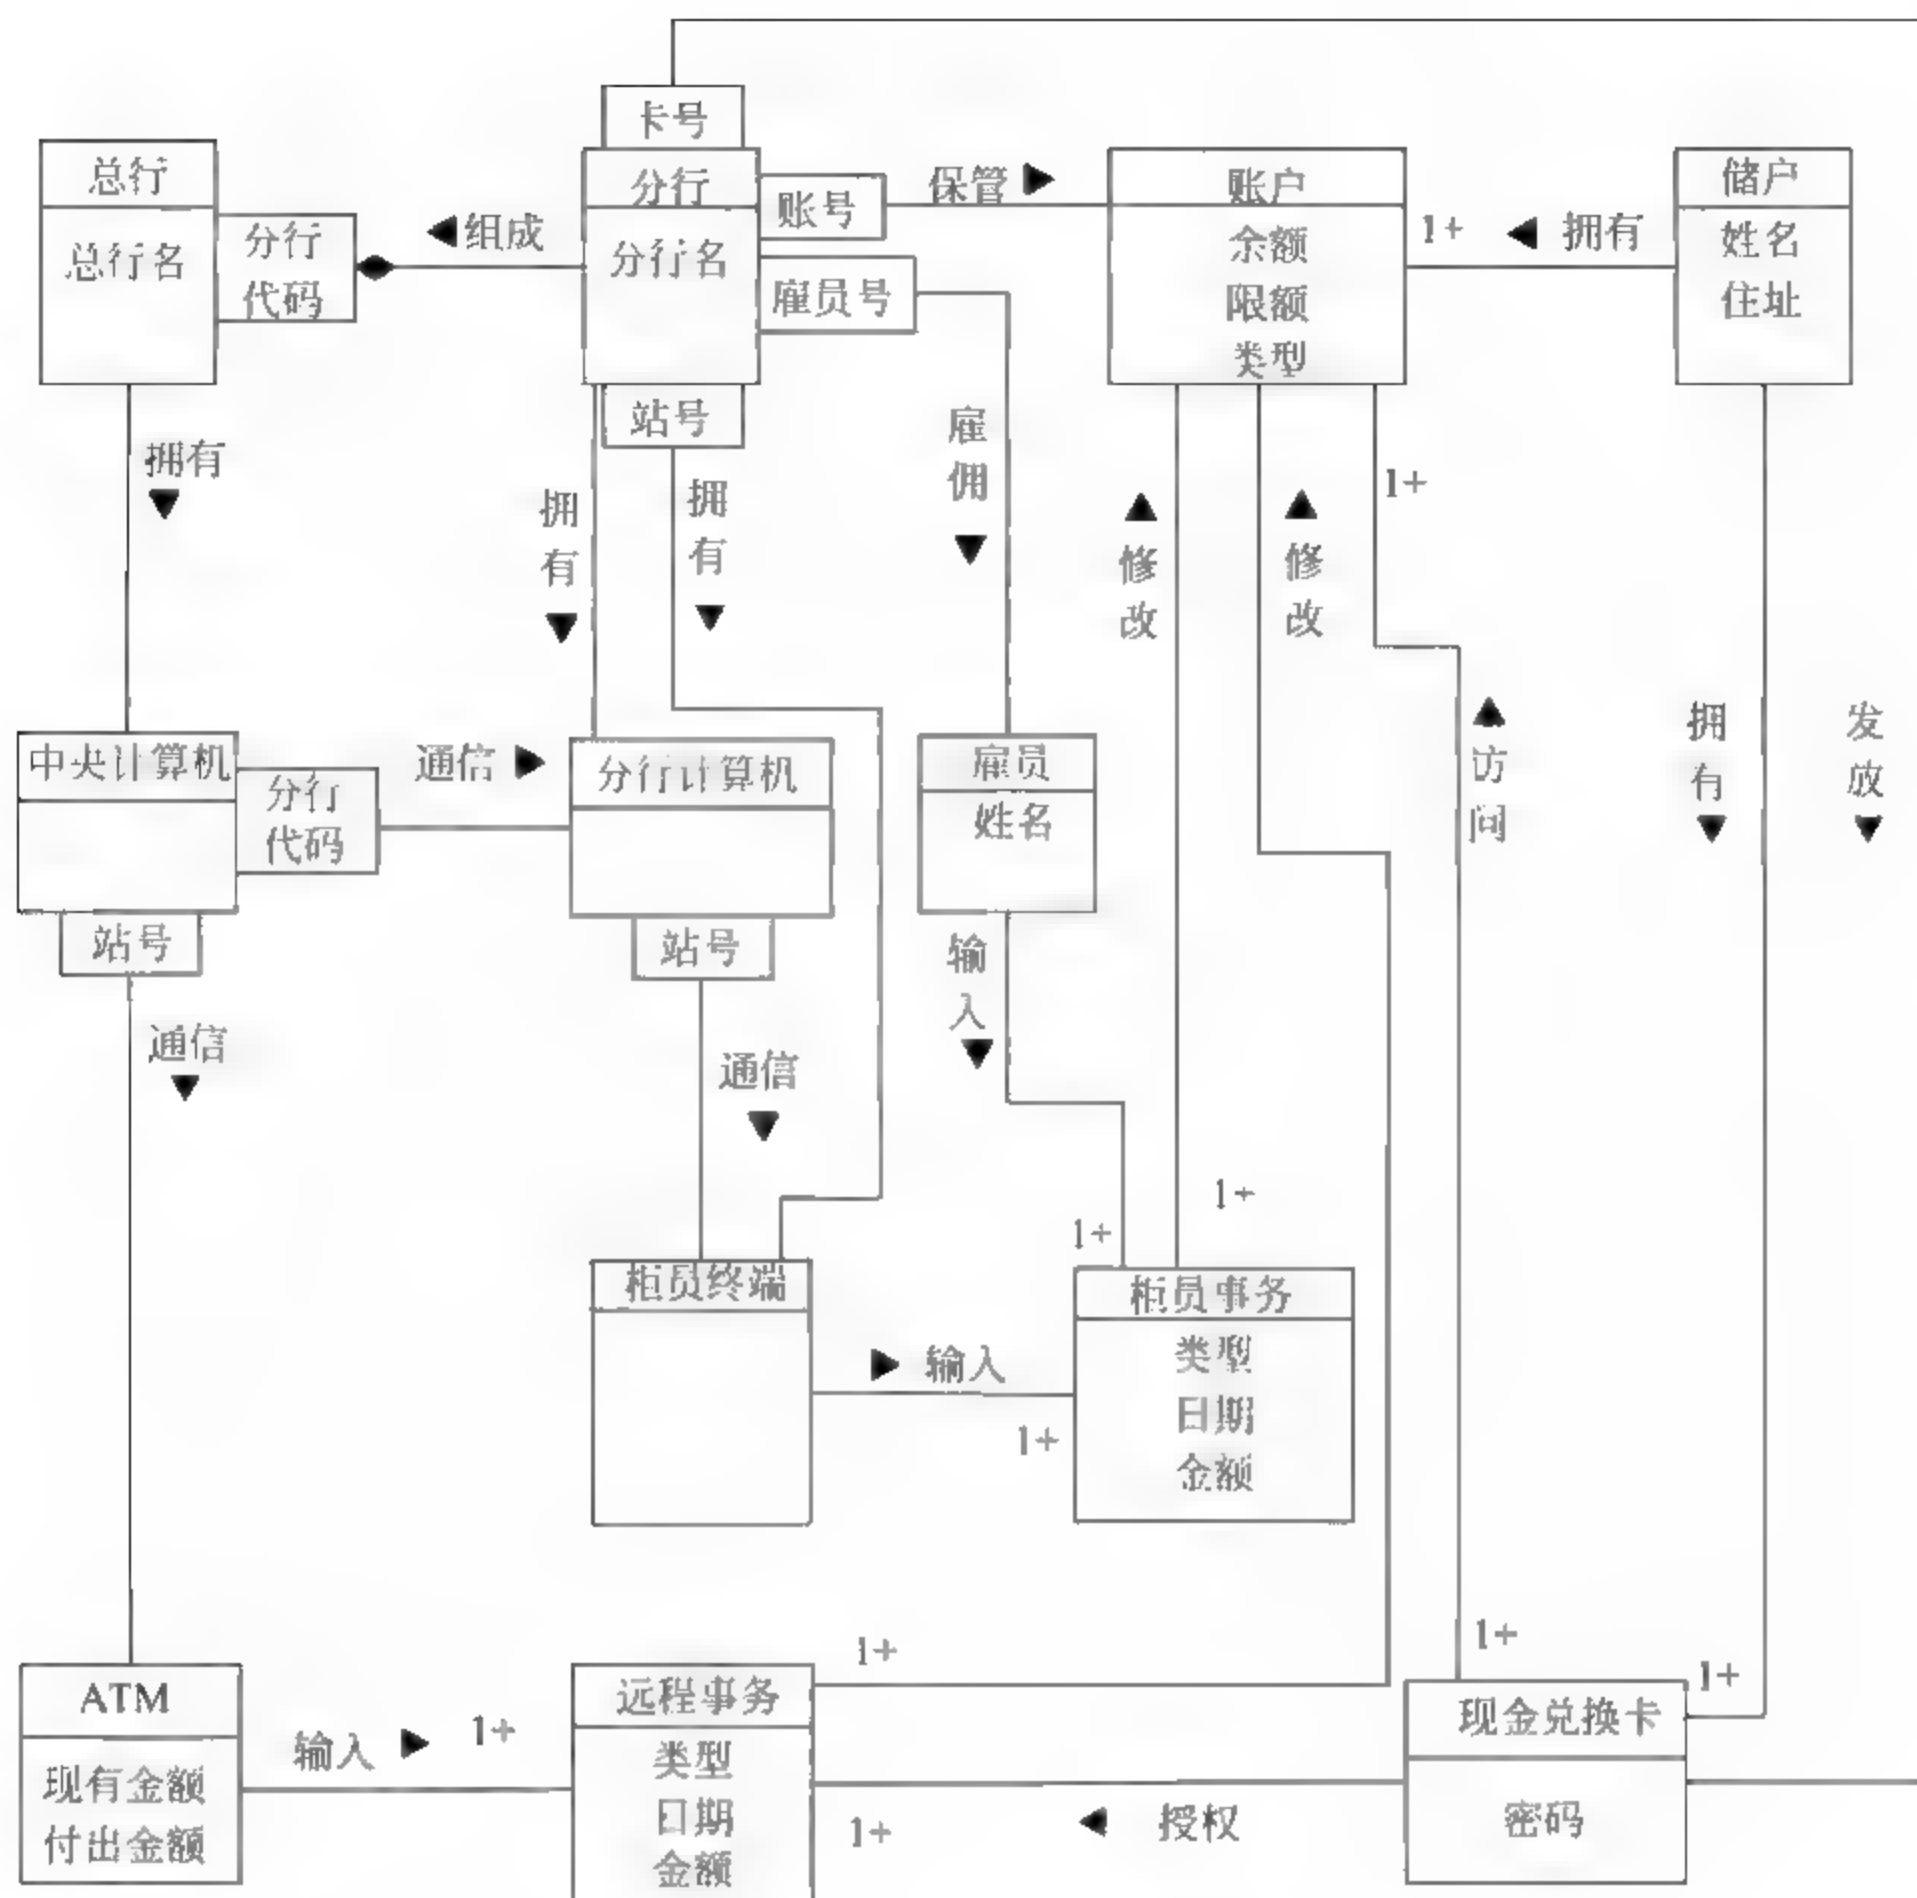 卡号
总行
总行名
分行
代码
组成
分行
分行名
账号
雇员号
站号
保管
账户
余额
限额
类型
1+
拥有
储户
姓名
住址
拥有
拥
有
拥
有
雇
佣
修
改
修
改
1+
访
问
拥
有
发
放
中央计算机
分行
代码
通信
分行计算机
雇员
姓名
站号
站号
输
入
通信
通信
1+
1+
柜员终端
输入
1+
柜员事务
类型
日期
金额
1+
1+
1+
ATM
现有金额
付出金额
输入
1+
远程事务
类型
日期
金额
1+
授权
现金兑换卡
密码